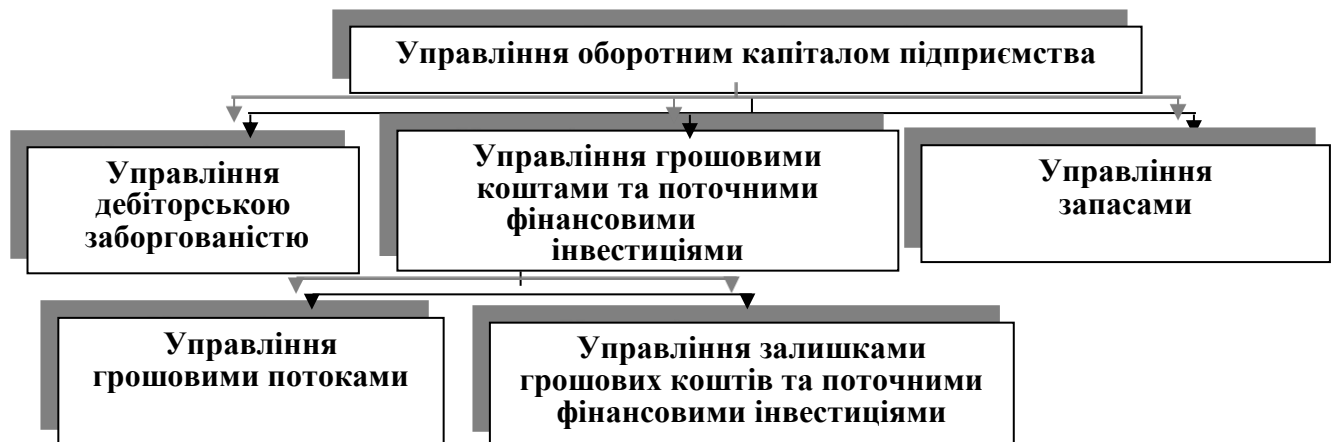 Управління оборотним капіталом підприємства
Управління
дебіторською
заборгованістю
Управління грошовими
коштами та поточними
фінансовими
інвестиціями
Управління
запасами
Управління
грошовими потоками
Управління залишками
грошових коштів та поточними
фінансовими інвестиціями